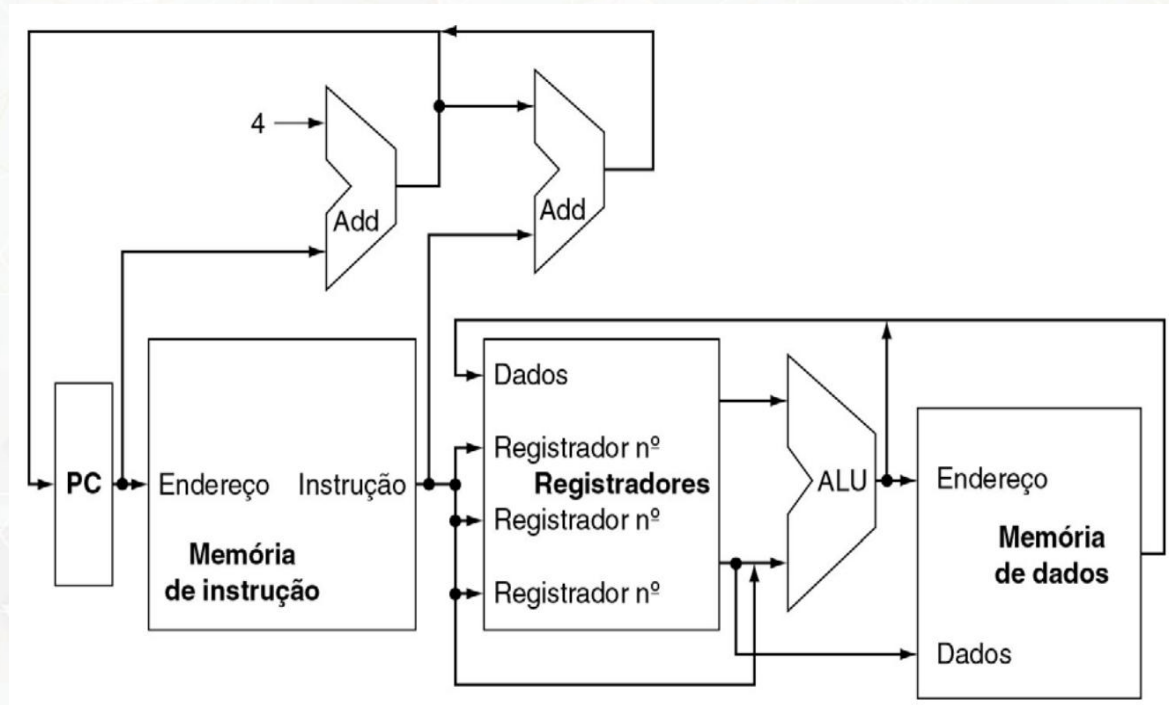 4
Add
Add
Dados
Registrador nº
PC
Endereço
Instrução
Registradores
ALU
Endereço
Registrador nº
Memória
de instrução
Memória
de dados
Registrador nº
Dados